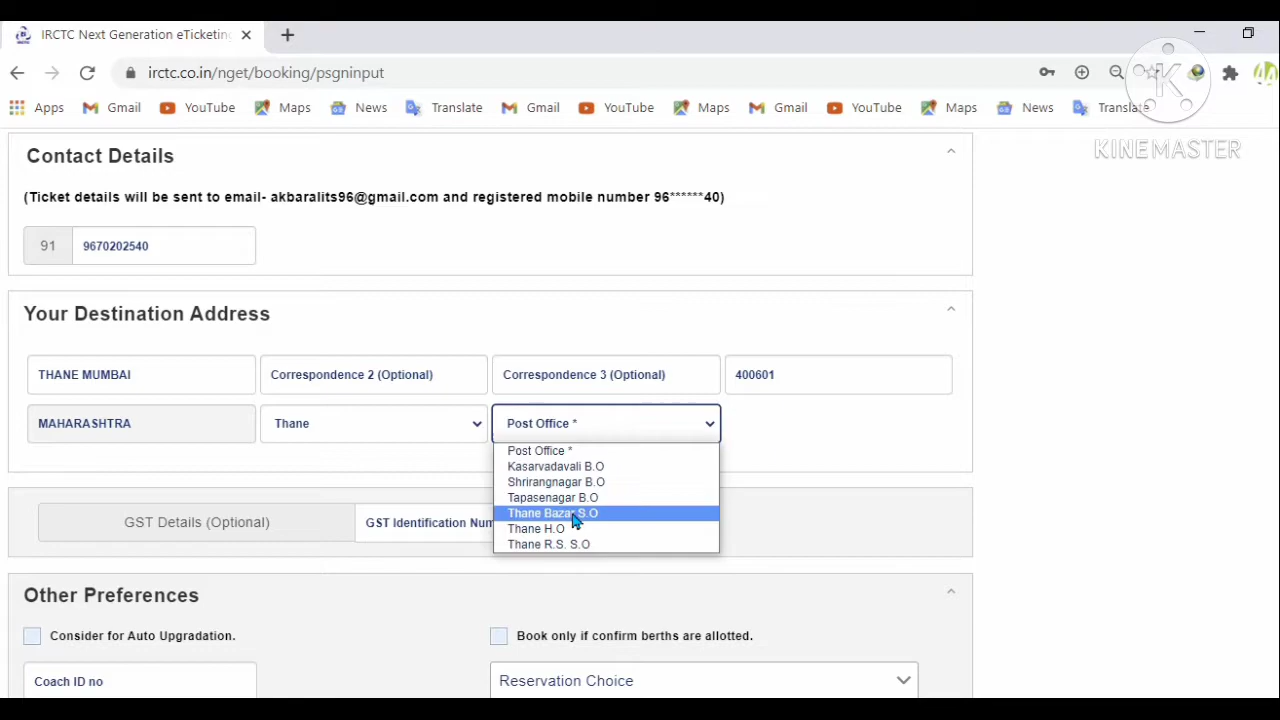 IRCTC Next Generation eTicketing
irctc.co.in/nget/booking/psgninput
Apps Gmail YouTube Maps News Translate Gmail YouTube Maps Gmail YouTube Maps News Translate
KINEMASTER
Contact Details
(Ticket details will be sent to email- akbaralits96@gmail.com and registered mobile number 96******40)
91 9670202540
Your Destination Address
THANE MUMBAI Correspondence 2 (Optional) Correspondence 3 (Optional) 400601
MAHARASHTRA Thane Post Office *
Post Office *
Kasarvadavali B.O
Shrirangnagar B.O
Tapasenagar B.O
Thane Bazar S.O
Thane H.O
Thane R.S. S.O
GST Details (Optional) GST Identification Num
Other Preferences
Consider for Auto Upgradation. Book only if confirm berths are allotted.
Coach ID no Reservation Choice